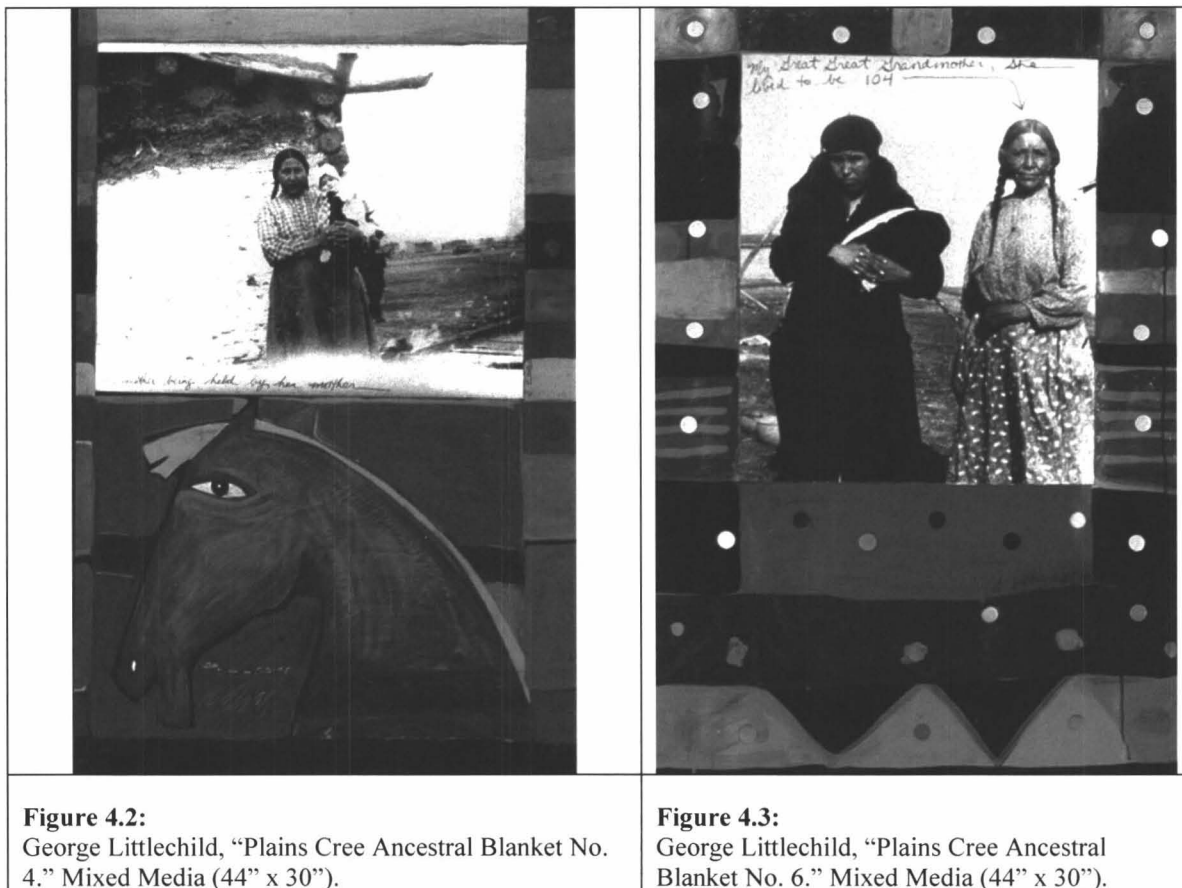 being held by her mother
My Great Great Grandmother, She
lived to be 104
Figure 4.2:
George Littlechild, “Plains Cree Ancestral Blanket No.
4.” Mixed Media (44” x 30”).
Figure 4.3:
George Littlechild, “Plains Cree Ancestral
Blanket No. 6.” Mixed Media (44” x 30”).